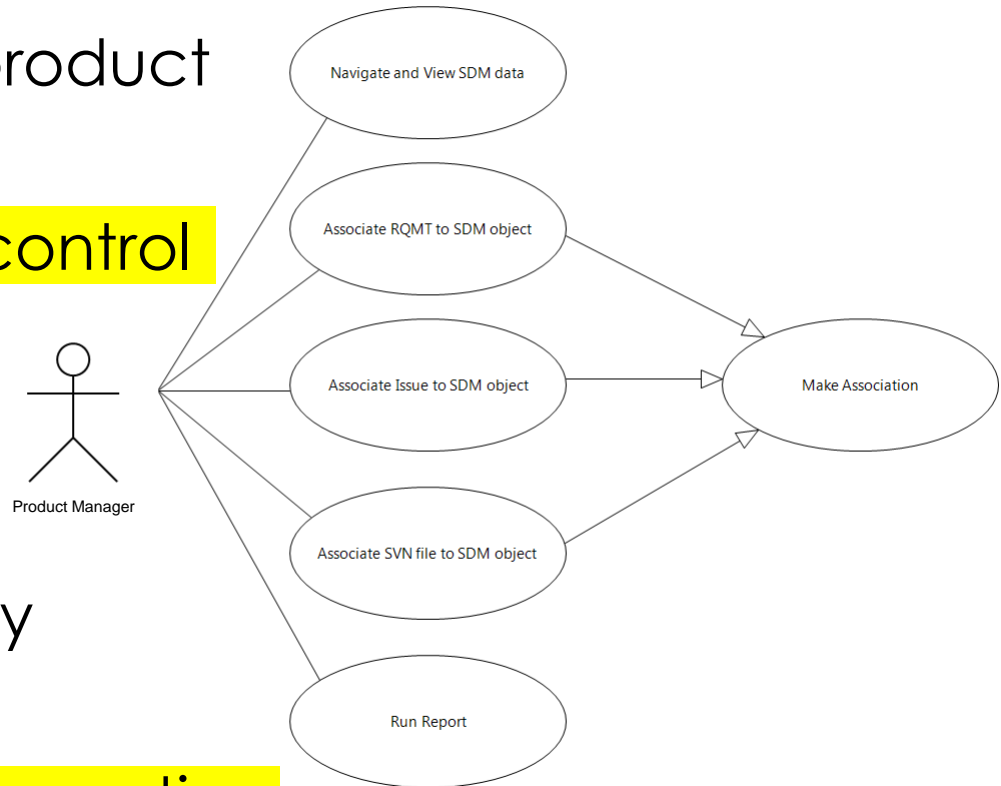 Navigate and View SDM data
control
Associate RQMT to SDM object
Associate Issue to SDM object
Make Association
Product Manager
Associate SVN file to SDM object
Run Report